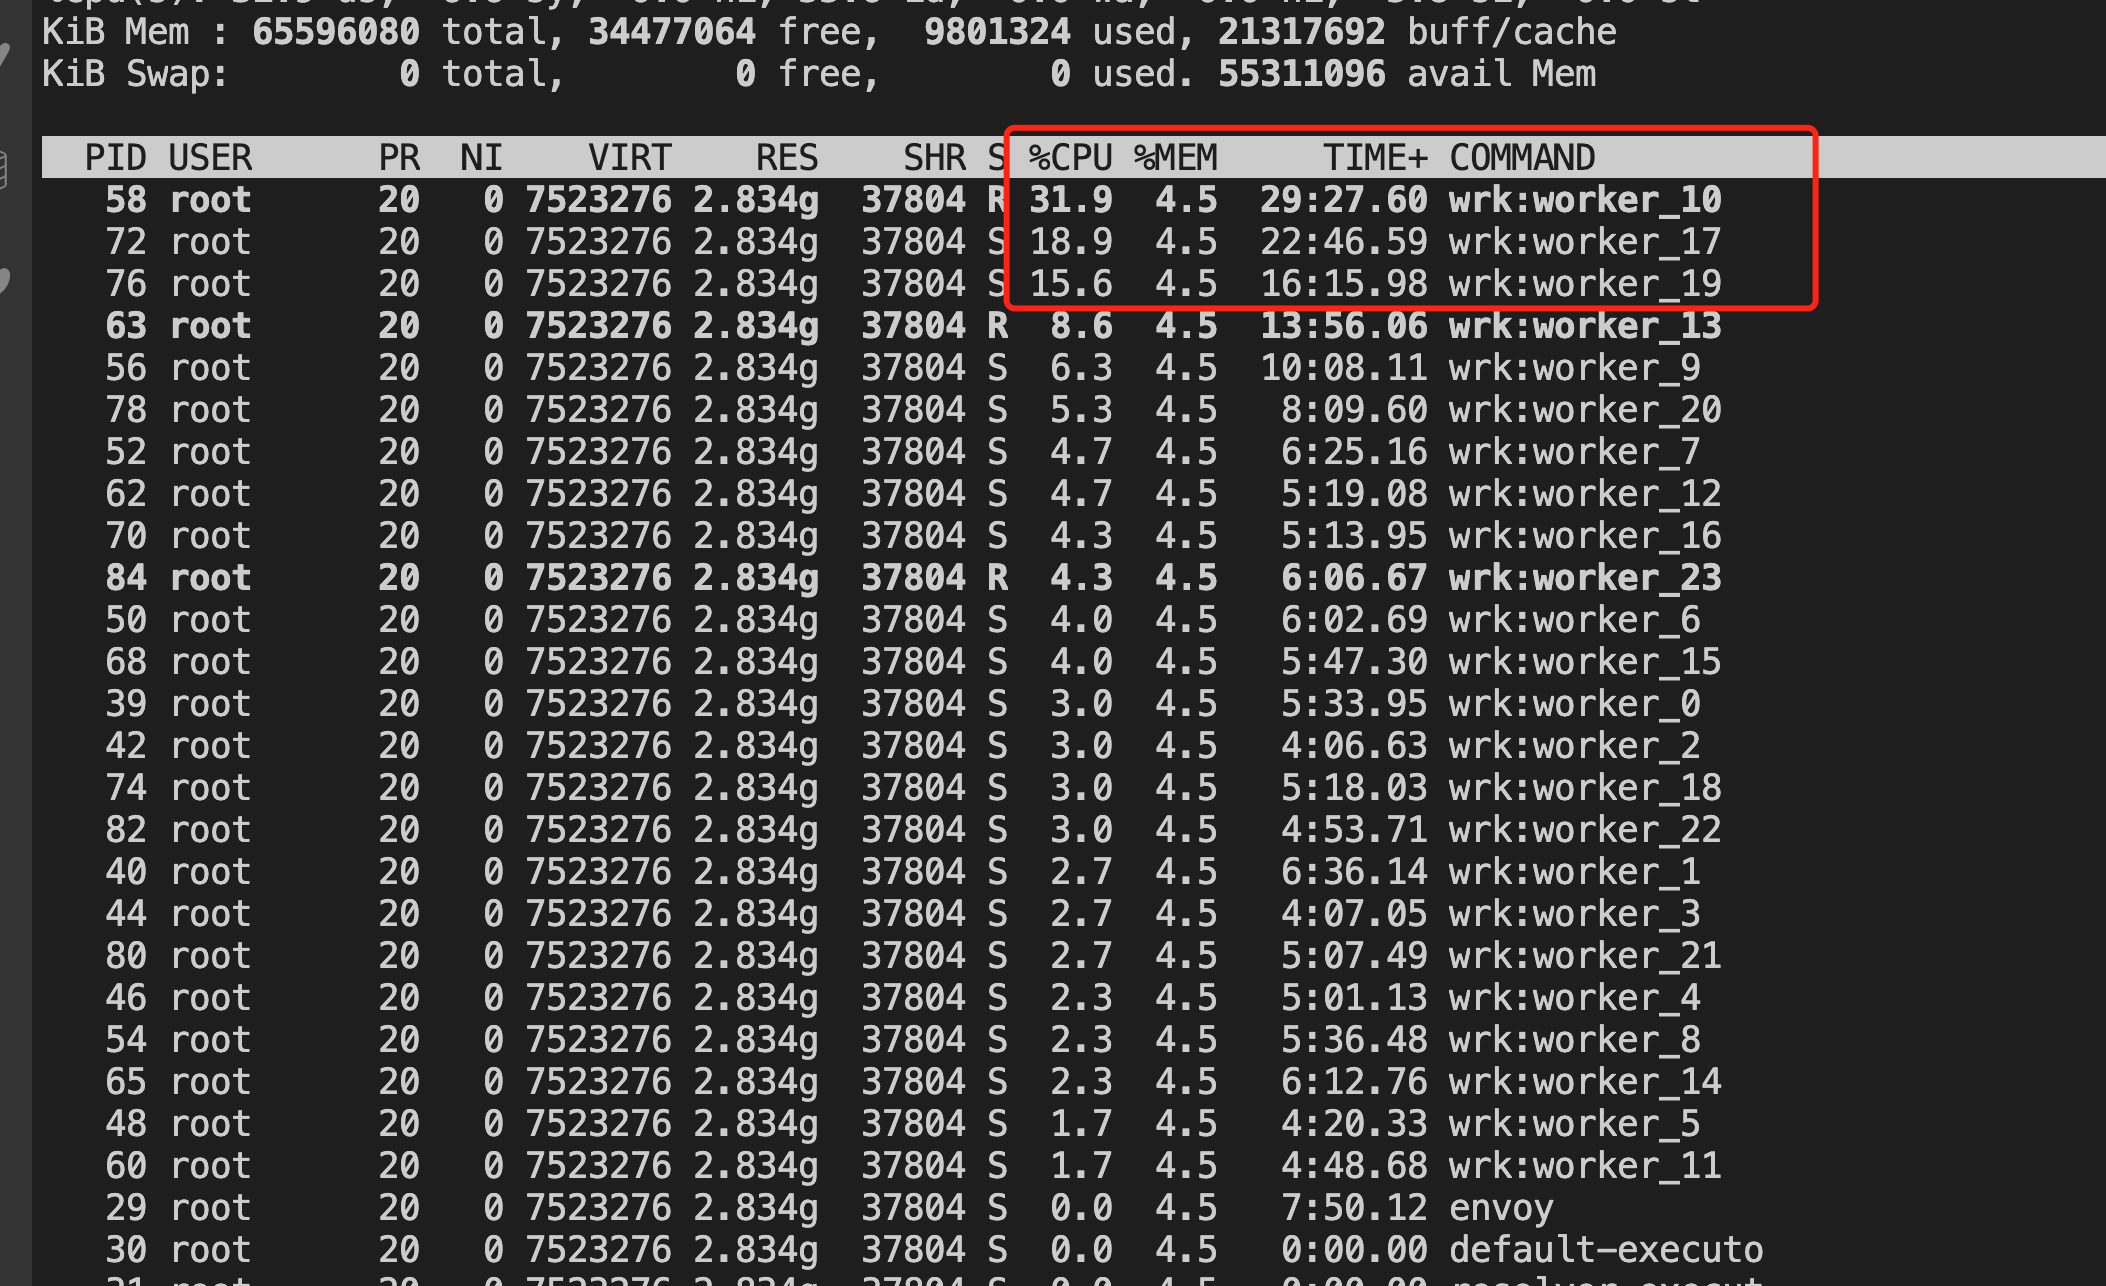 KiB Mem : 65596080 total, 34477064 free,  9801324 used, 21317692 buff/cache
KiB Swap:        0 total,        0 free,        0 used. 55311096 avail Mem
PID USER PR NI VIRT RES SHR S %CPU %MEM TIME+ COMMAND
58 root 20 0 7523276 2.834g 37804 R 31.9 4.5 29:27.60 wrk:worker_10
72 root 20 0 7523276 2.834g 37804 S 18.9 4.5 22:46.59 wrk:worker_17
76 root 20 0 7523276 2.834g 37804 S 15.6 4.5 16:15.98 wrk:worker_19
63 root 20 0 7523276 2.834g 37804 R 8.6 4.5 13:56.06 wrk:worker_13
56 root 20 0 7523276 2.834g 37804 S 6.3 4.5 10:08.11 wrk:worker_9
78 root 20 0 7523276 2.834g 37804 S 5.3 4.5 8:09.60 wrk:worker_20
52 root 20 0 7523276 2.834g 37804 S 4.7 4.5 6:25.16 wrk:worker_7
62 root 20 0 7523276 2.834g 37804 S 4.7 4.5 5:19.08 wrk:worker_12
70 root 20 0 7523276 2.834g 37804 S 4.3 4.5 5:13.95 wrk:worker_16
84 root 20 0 7523276 2.834g 37804 R 4.3 4.5 6:06.67 wrk:worker_23
50 root 20 0 7523276 2.834g 37804 S 4.0 4.5 6:02.69 wrk:worker_6
68 root 20 0 7523276 2.834g 37804 S 4.0 4.5 5:47.30 wrk:worker_15
39 root 20 0 7523276 2.834g 37804 S 3.0 4.5 5:33.95 wrk:worker_0
42 root 20 0 7523276 2.834g 37804 S 3.0 4.5 4:06.63 wrk:worker_2
74 root 20 0 7523276 2.834g 37804 S 3.0 4.5 5:18.03 wrk:worker_18
82 root 20 0 7523276 2.834g 37804 S 3.0 4.5 4:53.71 wrk:worker_22
40 root 20 0 7523276 2.834g 37804 S 2.7 4.5 6:36.14 wrk:worker_1
44 root 20 0 7523276 2.834g 37804 S 2.7 4.5 4:07.05 wrk:worker_3
80 root 20 0 7523276 2.834g 37804 S 2.7 4.5 5:07.49 wrk:worker_21
46 root 20 0 7523276 2.834g 37804 S 2.3 4.5 5:01.13 wrk:worker_4
54 root 20 0 7523276 2.834g 37804 S 2.3 4.5 5:36.48 wrk:worker_8
65 root 20 0 7523276 2.834g 37804 S 2.3 4.5 6:12.76 wrk:worker_14
48 root 20 0 7523276 2.834g 37804 S 1.7 4.5 4:20.33 wrk:worker_5
60 root 20 0 7523276 2.834g 37804 S 1.7 4.5 4:48.68 wrk:worker_11
29 root 20 0 7523276 2.834g 37804 S 0.0 4.5 7:50.12 envoy
30 root 20 0 7523276 2.834g 37804 S 0.0 4.5 0:00.00 default-executo